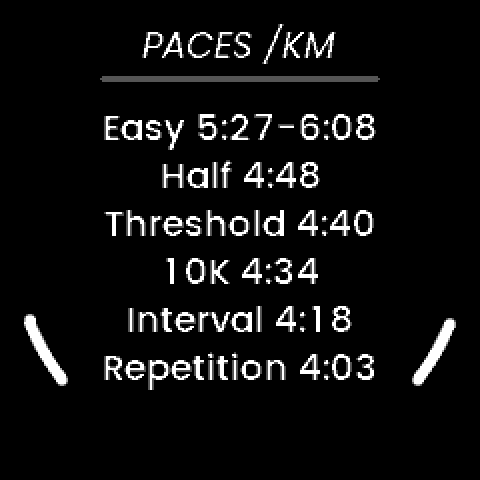 PACES /KM
Easy 5:27-6:08
Half 4:48
Threshold 4:40
10K 4:34
Interval 4:18
Repetition 4:03